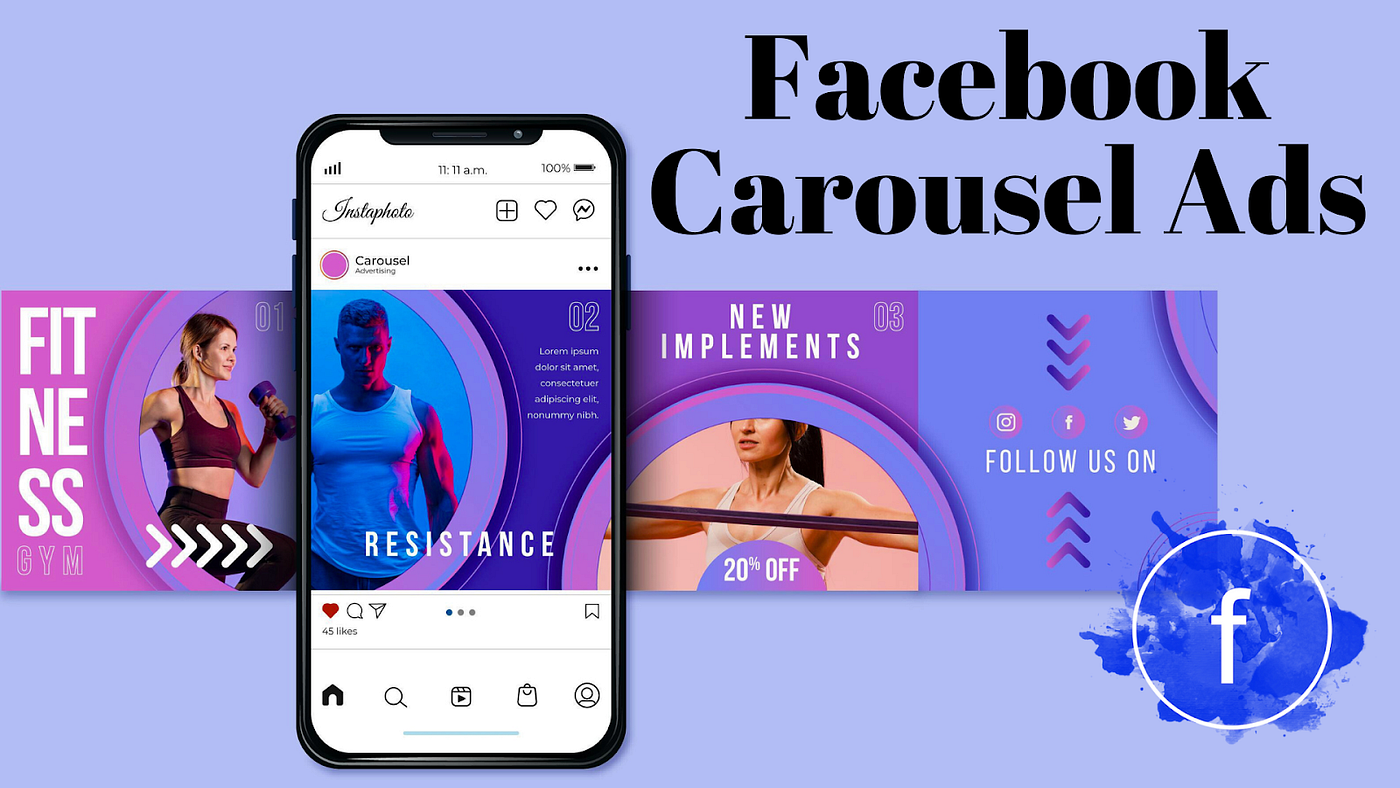 Facebook
Carousel Ads
11:11 a.m.
100%
Instaphoto
Carousel
Advertising
FIT
NE
SS
GYM
01
02
Lorem ipsum
dolor sit amet,
consectetuer
adipiscing elit,
nonummy nibh.
RESISTANCE
NEW
IMPLEMENTS
03
20% OFF
FOLLOW US ON
45 likes
f